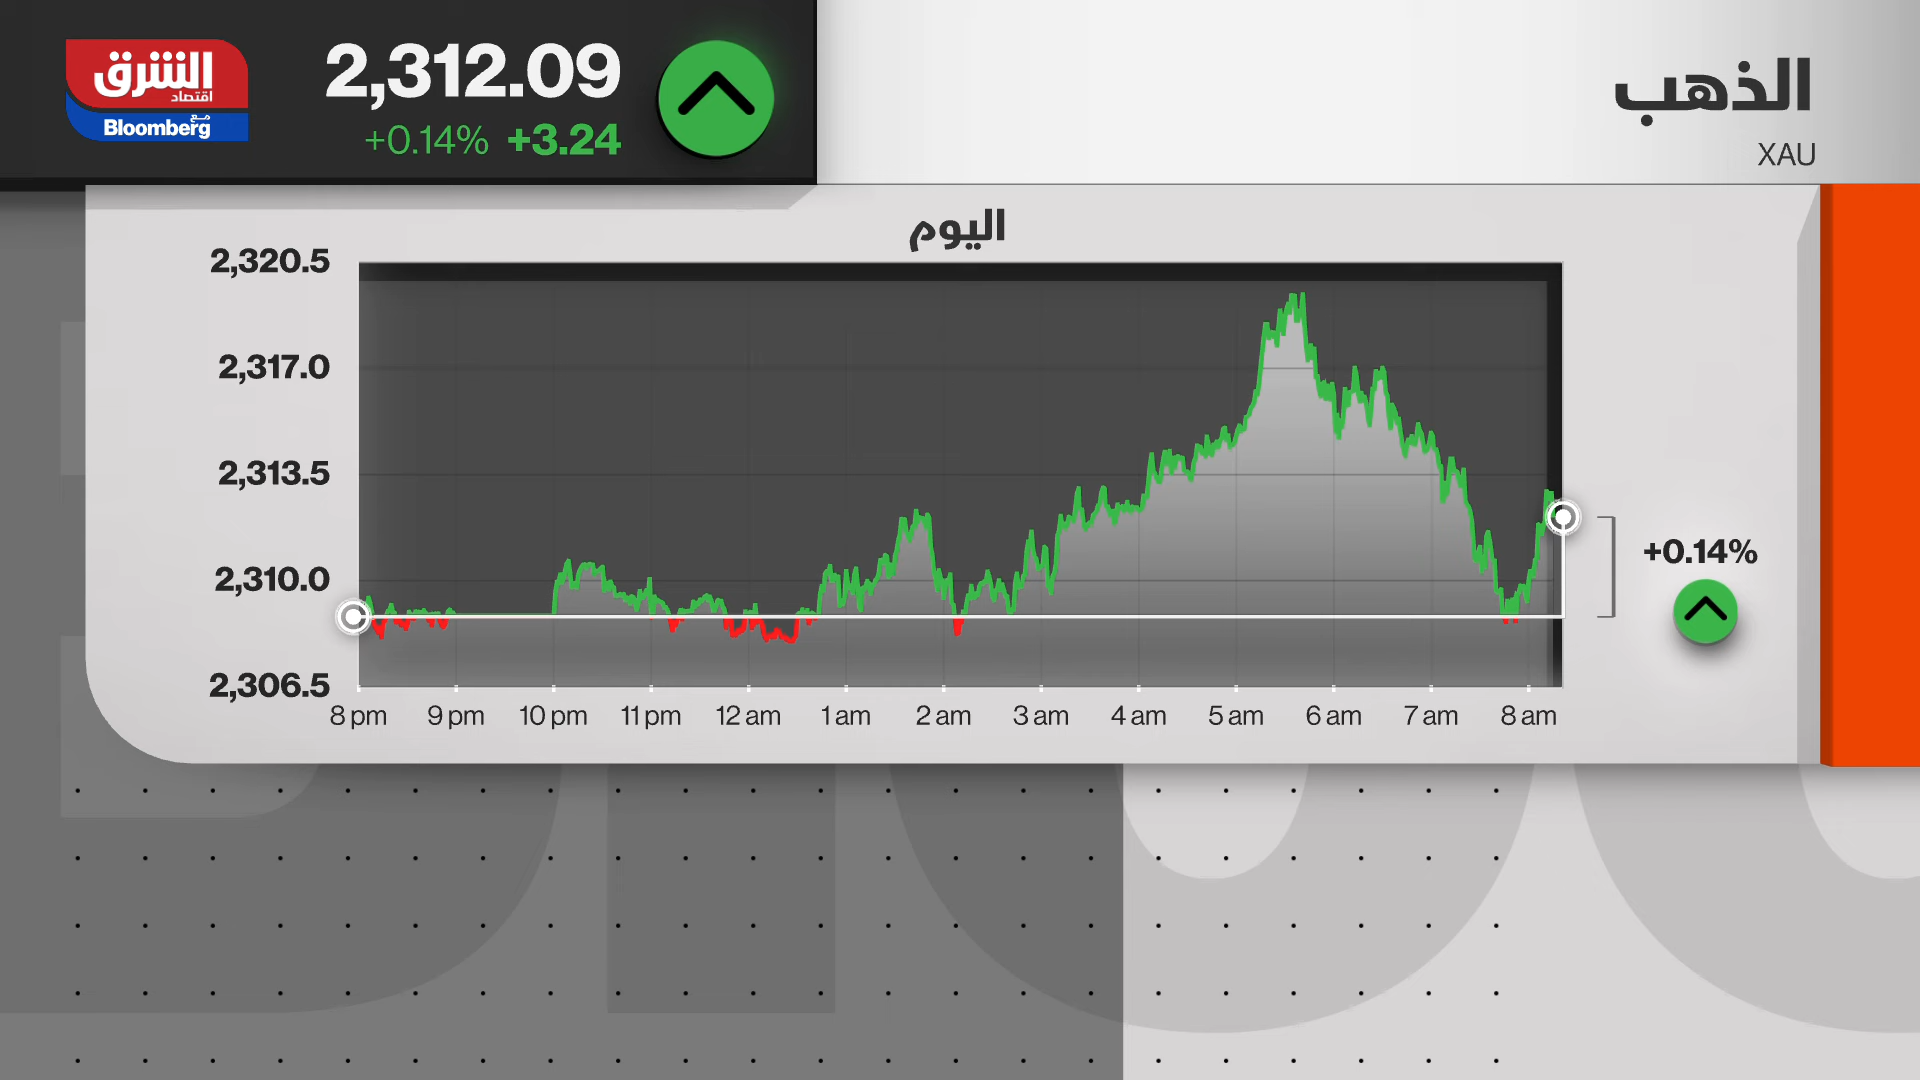 الشرق
اقتصاد
مع
Bloomberg
2,312.09
+0.14% +3.24
الذهب
XAU
اليوم
2,320.5
2,317.0
2,313.5
2,310.0
2,306.5
8 pm 9 pm 10 pm 11 pm 12 am 1 am 2 am 3 am 4 am 5 am 6 am 7 am 8 am
+0.14%